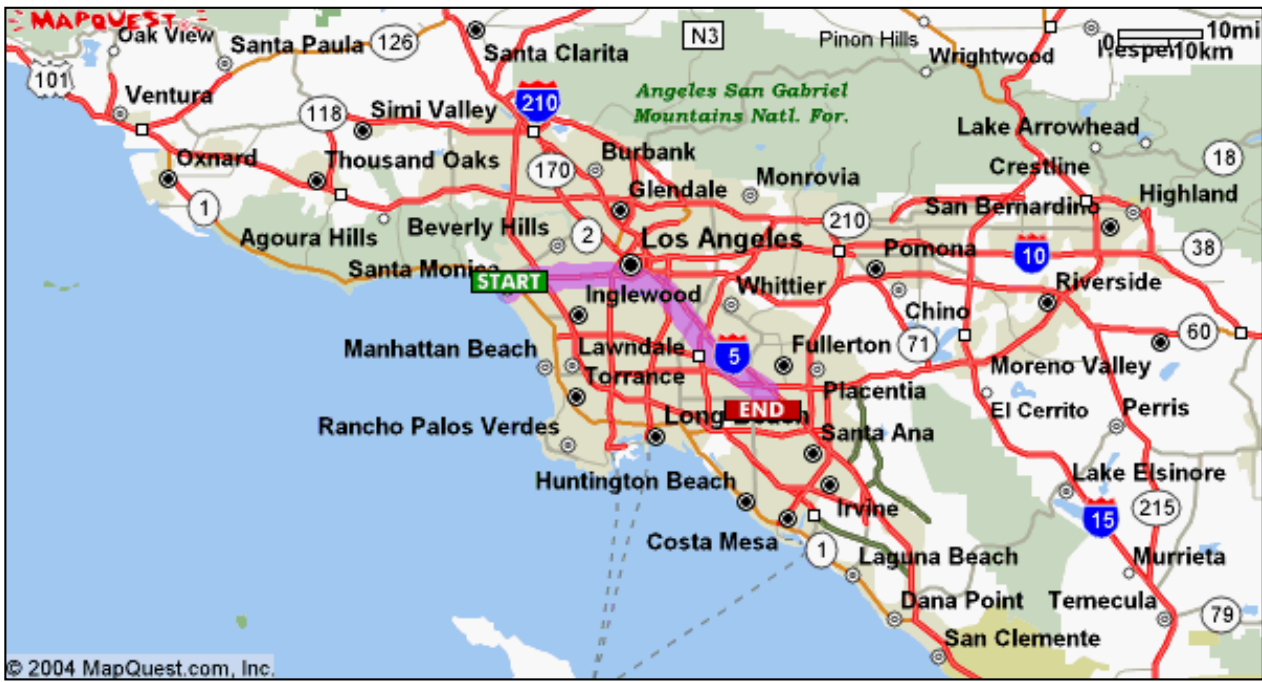 MAPQUEST
10mi
10km
Oak View
Santa Paula
126
Santa Clarita
N3
Pinon Hills
Wrightwood
101
Ventura
118
Simi Valley
210
Angeles San Gabriel
Mountains Natl. For.
Lake Arrowhead
Crestline
18
Oxnard
Thousand Oaks
170
Burbank
Glendale
Monrovia
Highland
1
Agoura Hills
Beverly Hills
2
Los Angeles
210
San Bernardino
Pomona
10
38
Santa Monica
START
Inglewood
Whittier
Chino
Riverside
Manhattan Beach
Lawndale
5
Fullerton
71
60
Moreno Valley
Torrance
Placentia
El Cerrito
Perris
Rancho Palos Verdes
Long Beach
END
Santa Ana
Huntington Beach
Irvine
Lake Elsinore
15
215
Costa Mesa
1
Laguna Beach
Murrieta
Dana Point
Temecula
79
San Clemente
© 2004 MapQuest.com, Inc.